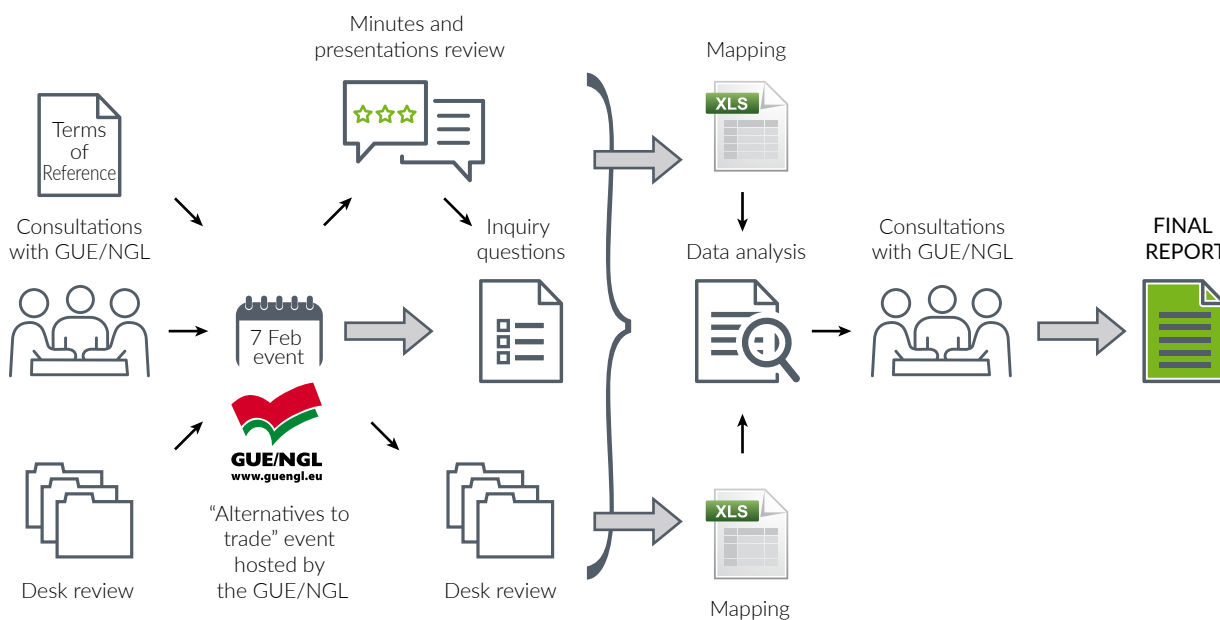 Minutes and
presentations review
Mapping
XLS
Terms
of
Reference
Consultations
with GUE/NGL
Inquiry
questions
Data analysis
Consultations
with GUE/NGL
FINAL
REPORT
7 Feb
event
GUE/NGL
www.guengl.eu
“Alternatives to
trade” event
hosted by
the GUE/NGL
Desk review
Desk review
XLS
Mapping